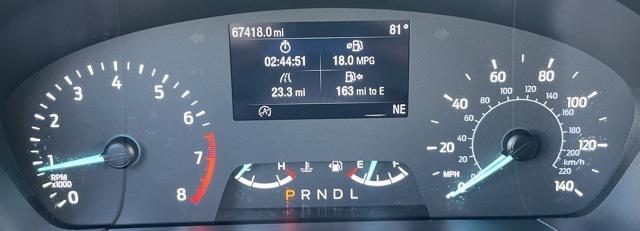 67418.0 mi 81°
02:44:51 18.0 MPG
23.3 mi 163 mi to E
NE
0 1 2 3 4 5 6 7 8
RPM
x1000
H E F
P R N D L
0 20 40 60 80 100 120 140
MPH
20 40 60 80 100 120 140 160 180 200 220
km/h